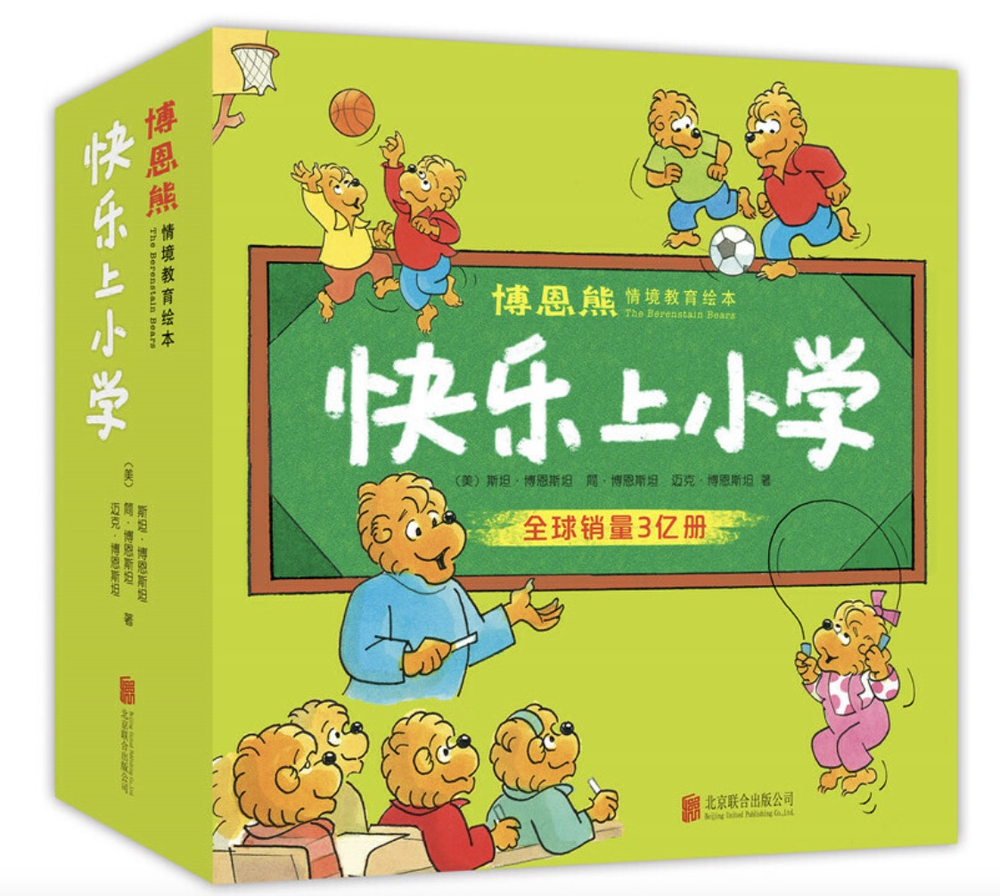 博恩熊
情境教育绘本
The Berenstain Bears
快乐上小学
(美) 斯坦·博恩斯坦
简·博恩斯坦
迈克·博恩斯坦 著
北京联合出版公司
Beijing United Publishing Co.,Ltd.
博恩熊 情境教育绘本
The Berenstain Bears
快乐上小学
(美) 斯坦·博恩斯坦 简·博恩斯坦 迈克·博恩斯坦 著
全球销量3亿册
北京联合出版公司
Beijing United Publishing Co.,Ltd.